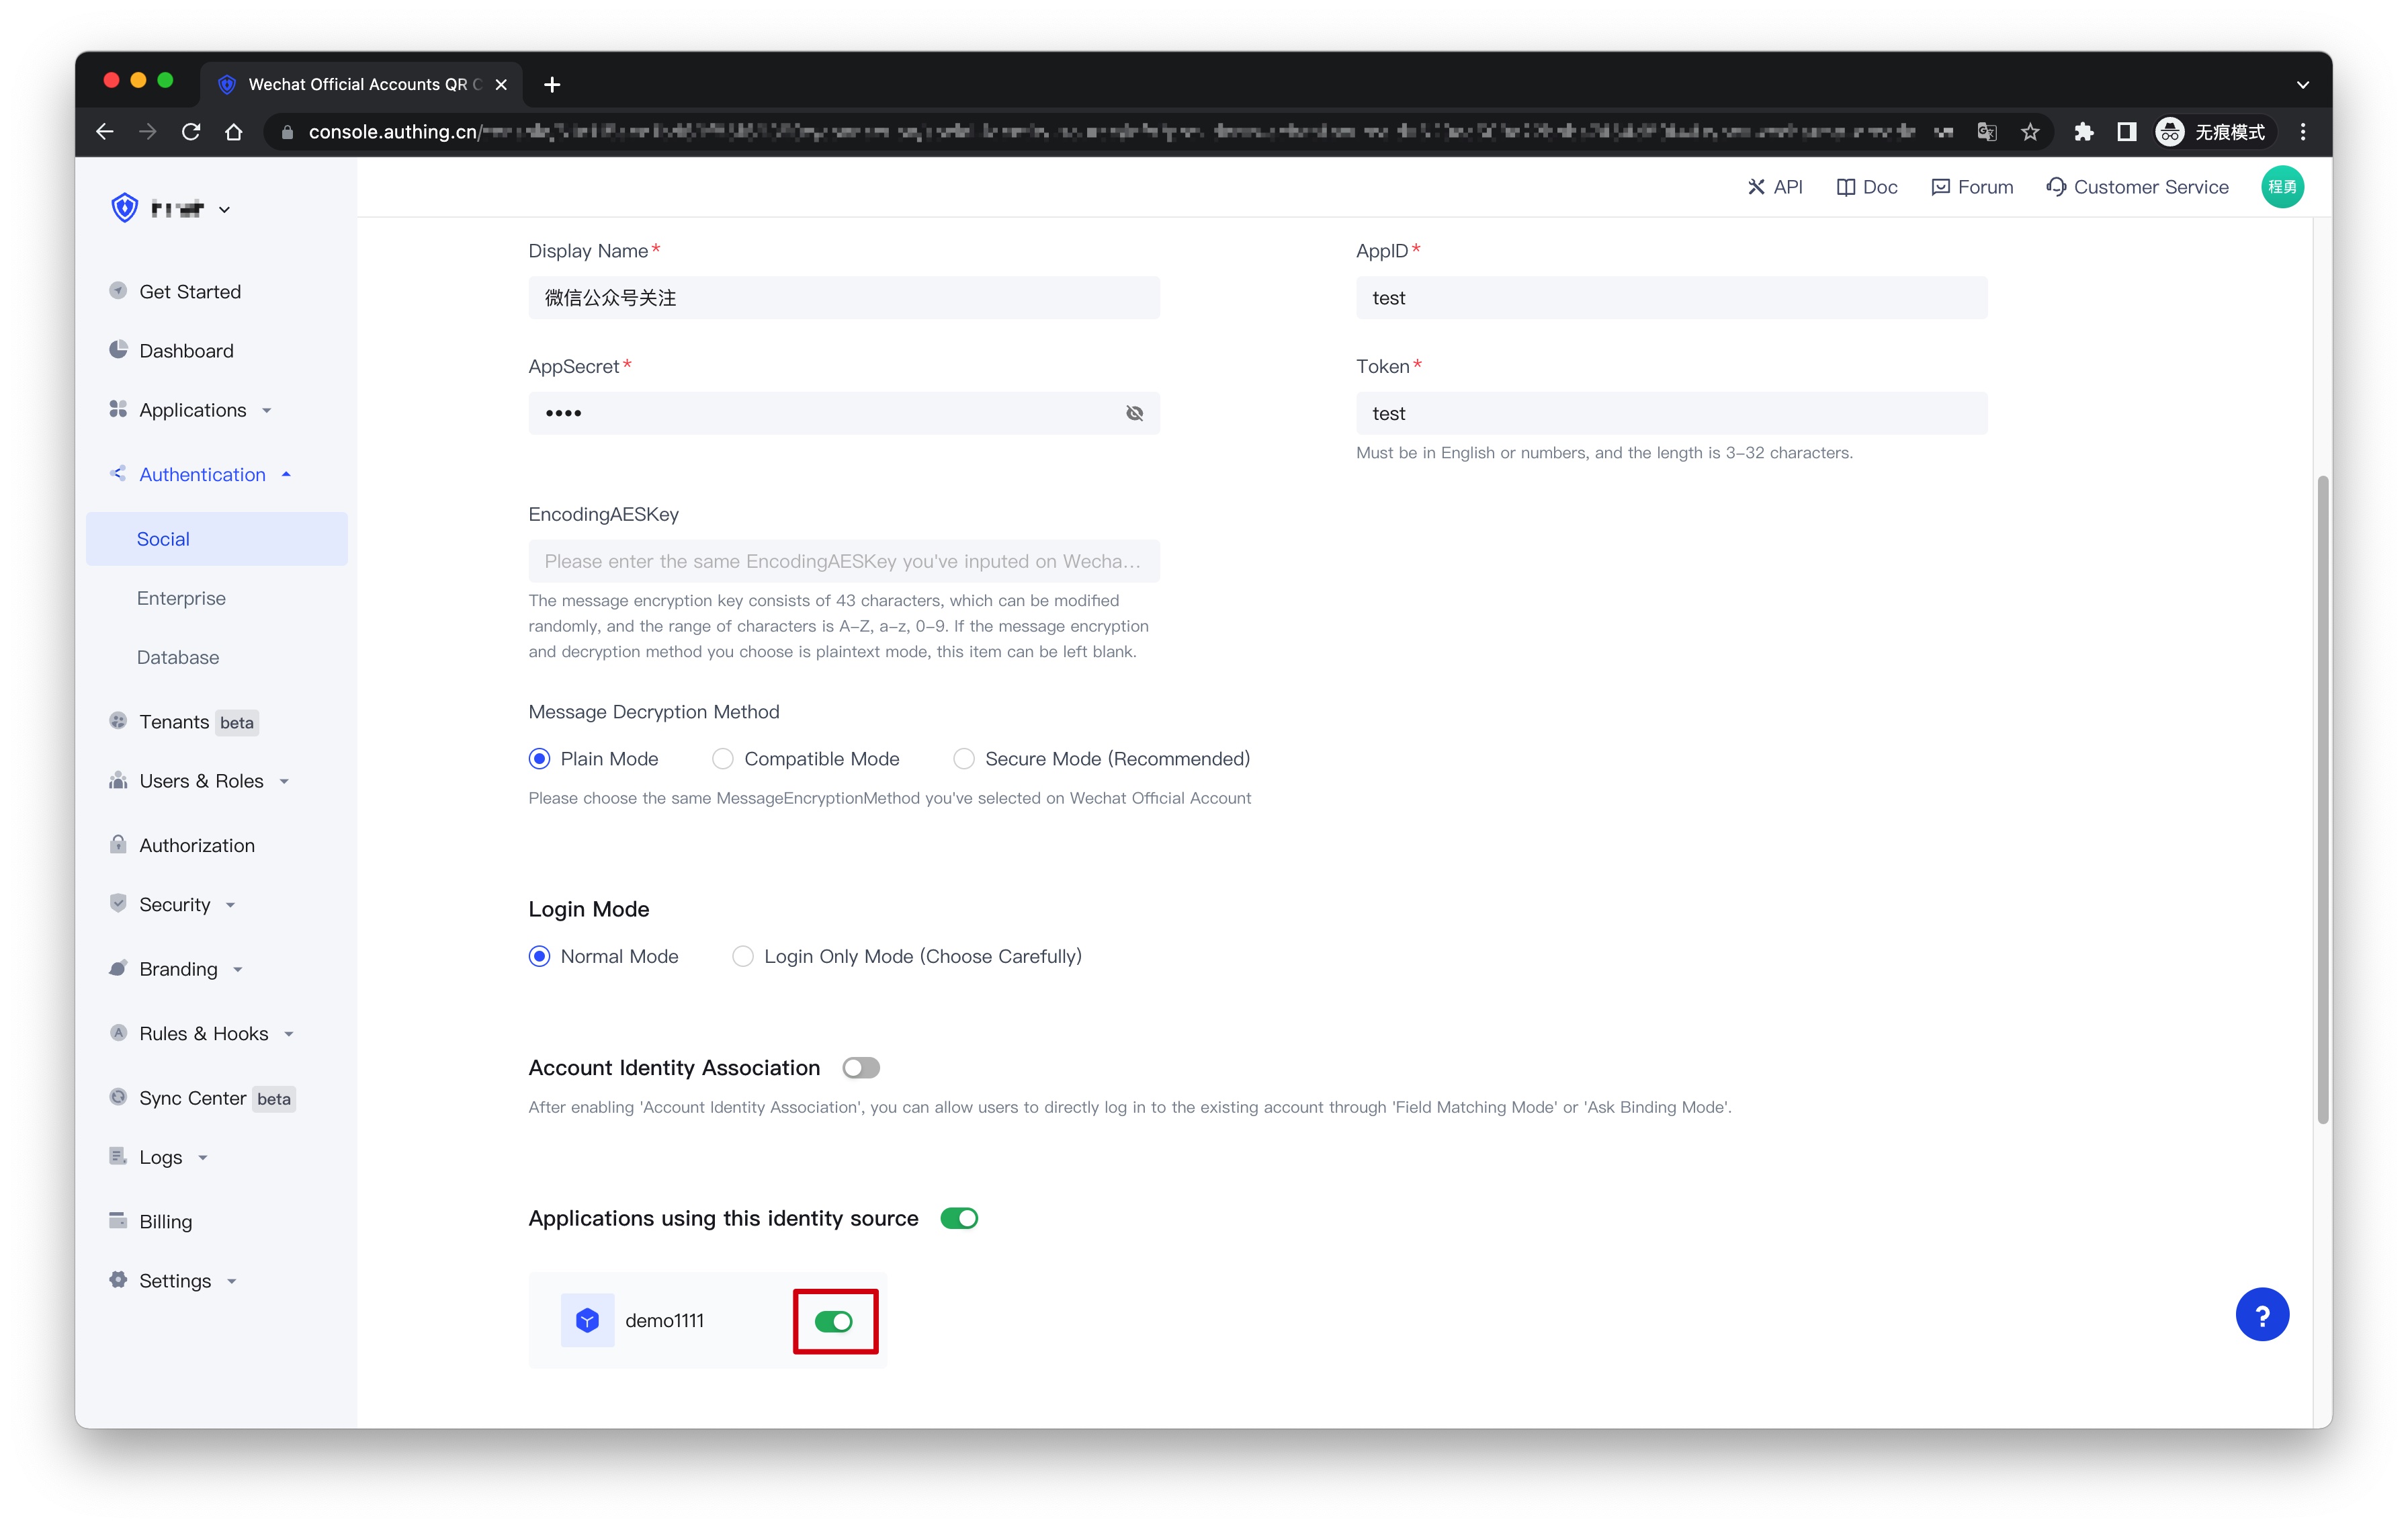 Wechat Official Accounts QR C
console.authing.cn/
无痕模式
API
Doc
Forum
Customer Service
程勇
Get Started
Dashboard
Applications
Authentication
Social
Enterprise
Database
Tenants beta
Users & Roles
Authorization
Security
Branding
Rules & Hooks
Sync Center beta
Logs
Billing
Settings
Display Name*
微信公众号关注
AppID*
test
AppSecret*
••••
Token*
test
Must be in English or numbers, and the length is 3-32 characters.
EncodingAESKey
Please enter the same EncodingAESKey you've inputed on Wecha...
The message encryption key consists of 43 characters, which can be modified
randomly, and the range of characters is A-Z, a-z, 0-9. If the message encryption
and decryption method you choose is plaintext mode, this item can be left blank.
Message Decryption Method
Plain Mode
Compatible Mode
Secure Mode (Recommended)
Please choose the same MessageEncryptionMethod you've selected on Wechat Official Account
Login Mode
Normal Mode
Login Only Mode (Choose Carefully)
Account Identity Association
After enabling 'Account Identity Association', you can allow users to directly log in to the existing account through 'Field Matching Mode' or 'Ask Binding Mode'.
Applications using this identity source
demo1111
?